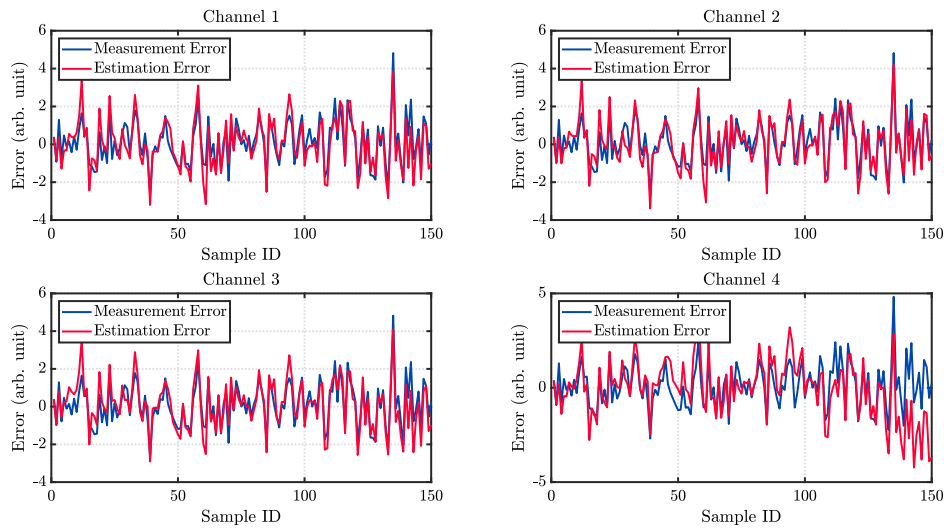 Channel 1
6
4
2
0
-2
-4
Error (arb. unit)
Measurement Error
Estimation Error
0
50
100
150
Sample ID
Channel 2
6
4
2
0
-2
-4
Error (arb. unit)
Measurement Error
Estimation Error
0
50
100
150
Sample ID
Channel 3
6
4
2
0
-2
-4
Error (arb. unit)
Measurement Error
Estimation Error
0
50
100
150
Sample ID
Channel 4
5
0
-5
Error (arb. unit)
Measurement Error
Estimation Error
0
50
100
150
Sample ID